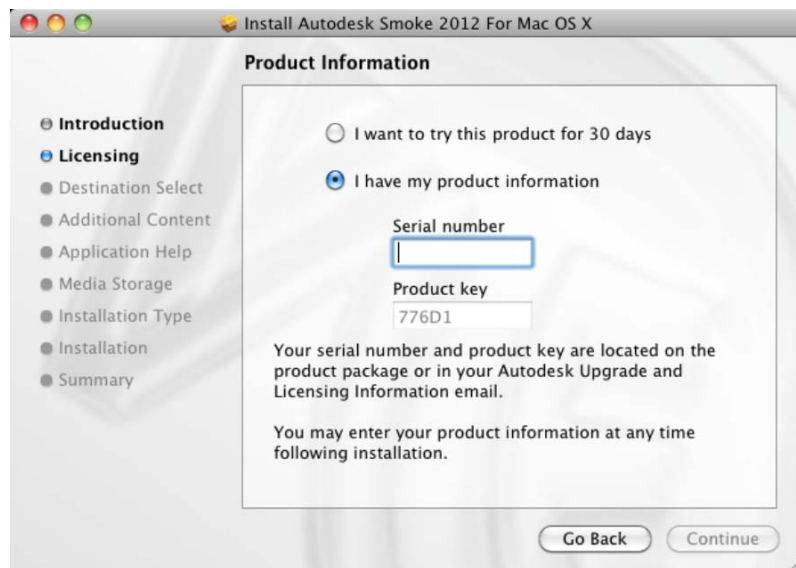 Install Autodesk Smoke 2012 For Mac OS X
Product Information
Introduction
Licensing
Destination Select
Additional Content
Application Help
Media Storage
Installation Type
Installation
Summary
I want to try this product for 30 days
I have my product information
Serial number
Product key
776D1
Your serial number and product key are located on the
product package or in your Autodesk Upgrade and
Licensing Information email.
You may enter your product information at any time
following installation.
Go Back
Continue